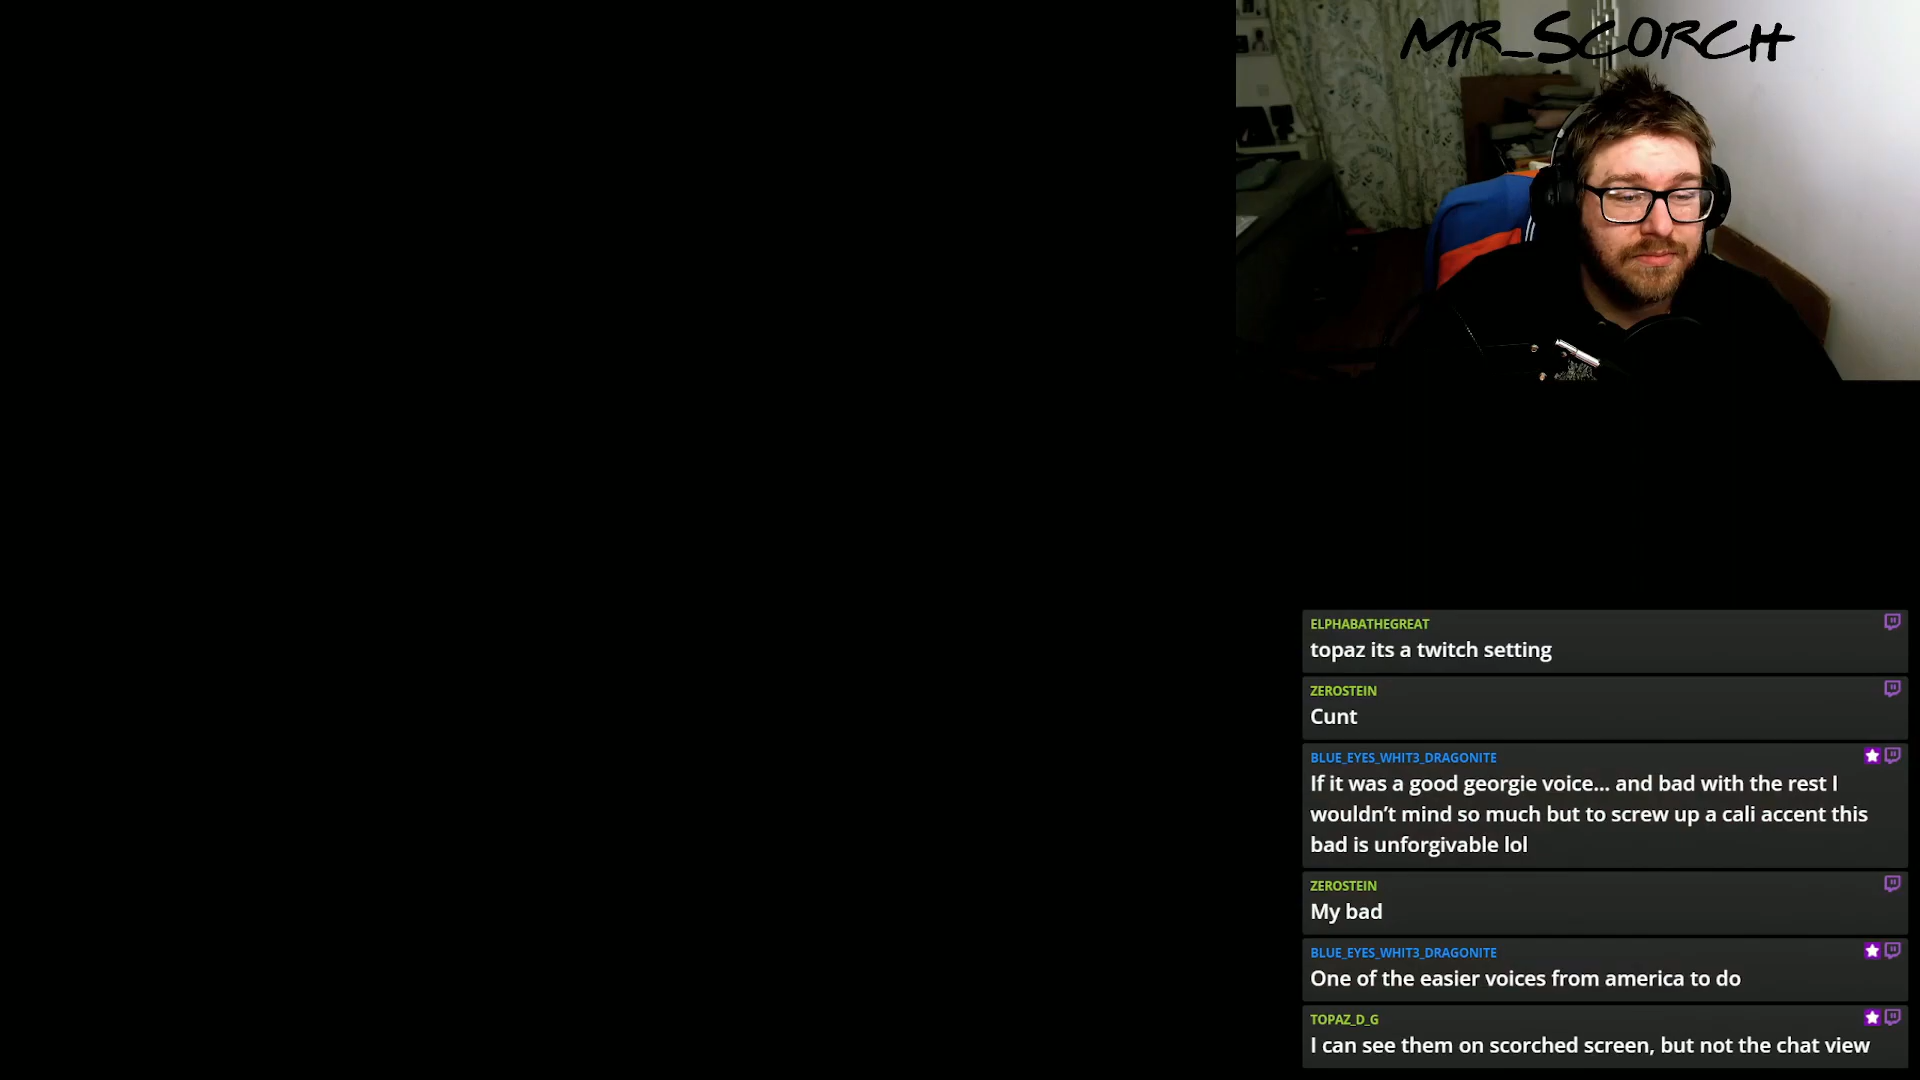 MR_SCORCH
ELPHABATHEGREAT
topaz its a twitch setting
ZEROSTEIN
Cunt
BLUE_EYES_WHIT3_DRAGONITE
If it was a good georgie voice... and bad with the rest I
wouldn’t mind so much but to screw up a cali accent this
bad is unforgivable lol
ZEROSTEIN
My bad
BLUE_EYES_WHIT3_DRAGONITE
One of the easier voices from america to do
TOPAZ_D_G
I can see them on scorched screen, but not the chat view